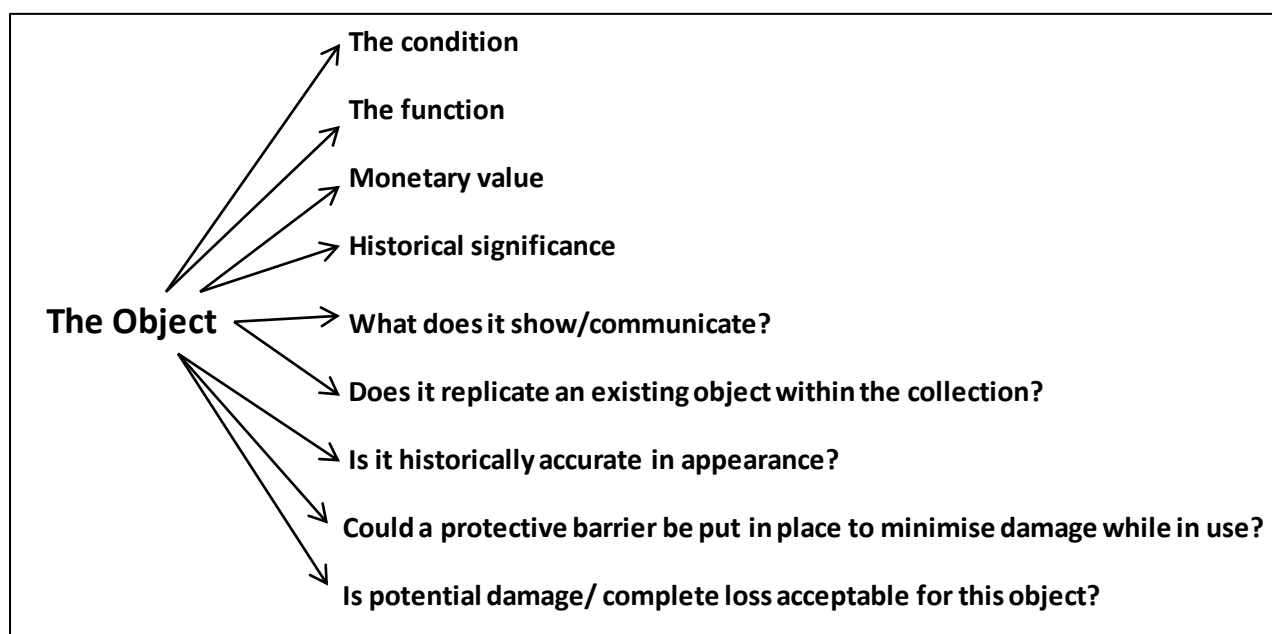 The condition
The function
Monetary value
Historical significance
The Object
What does it show/communicate?
Does it replicate an existing object within the collection?
Is it historically accurate in appearance?
Could a protective barrier be put in place to minimise damage while in use?
Is potential damage/ complete loss acceptable for this object?